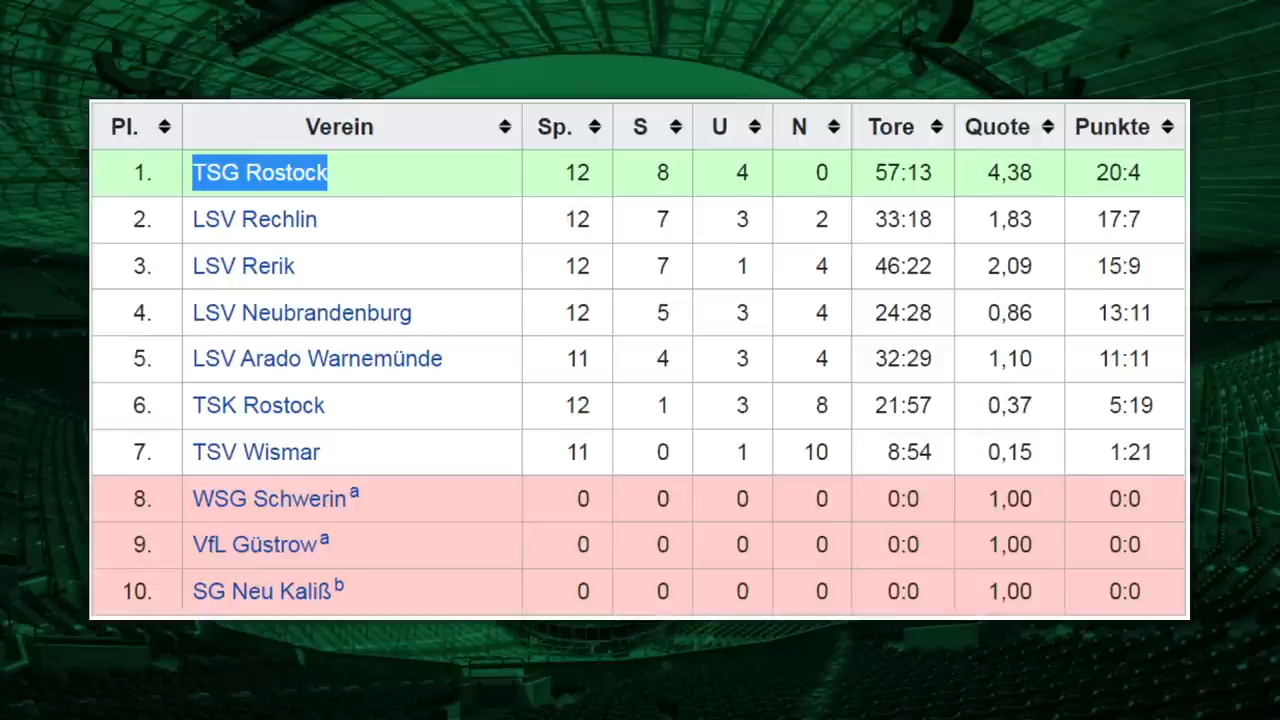 Pl. Verein Sp. S U N Tore Quote Punkte
1. TSG Rostock 12 8 4 0 57:13 4,38 20:4
2. LSV Rechlin 12 7 3 2 33:18 1,83 17:7
3. LSV Rerik 12 7 1 4 46:22 2,09 15:9
4. LSV Neubrandenburg 12 5 3 4 24:28 0,86 13:11
5. LSV Arado Warnemünde 11 4 3 4 32:29 1,10 11:11
6. TSK Rostock 12 1 3 8 21:57 0,37 5:19
7. TSV Wismar 11 0 1 10 8:54 0,15 1:21
8. WSG Schwerin a 0 0 0 0 0:0 1,00 0:0
9. VfL Güstrow a 0 0 0 0 0:0 1,00 0:0
10. SG Neu Kaliß b 0 0 0 0 0:0 1,00 0:0